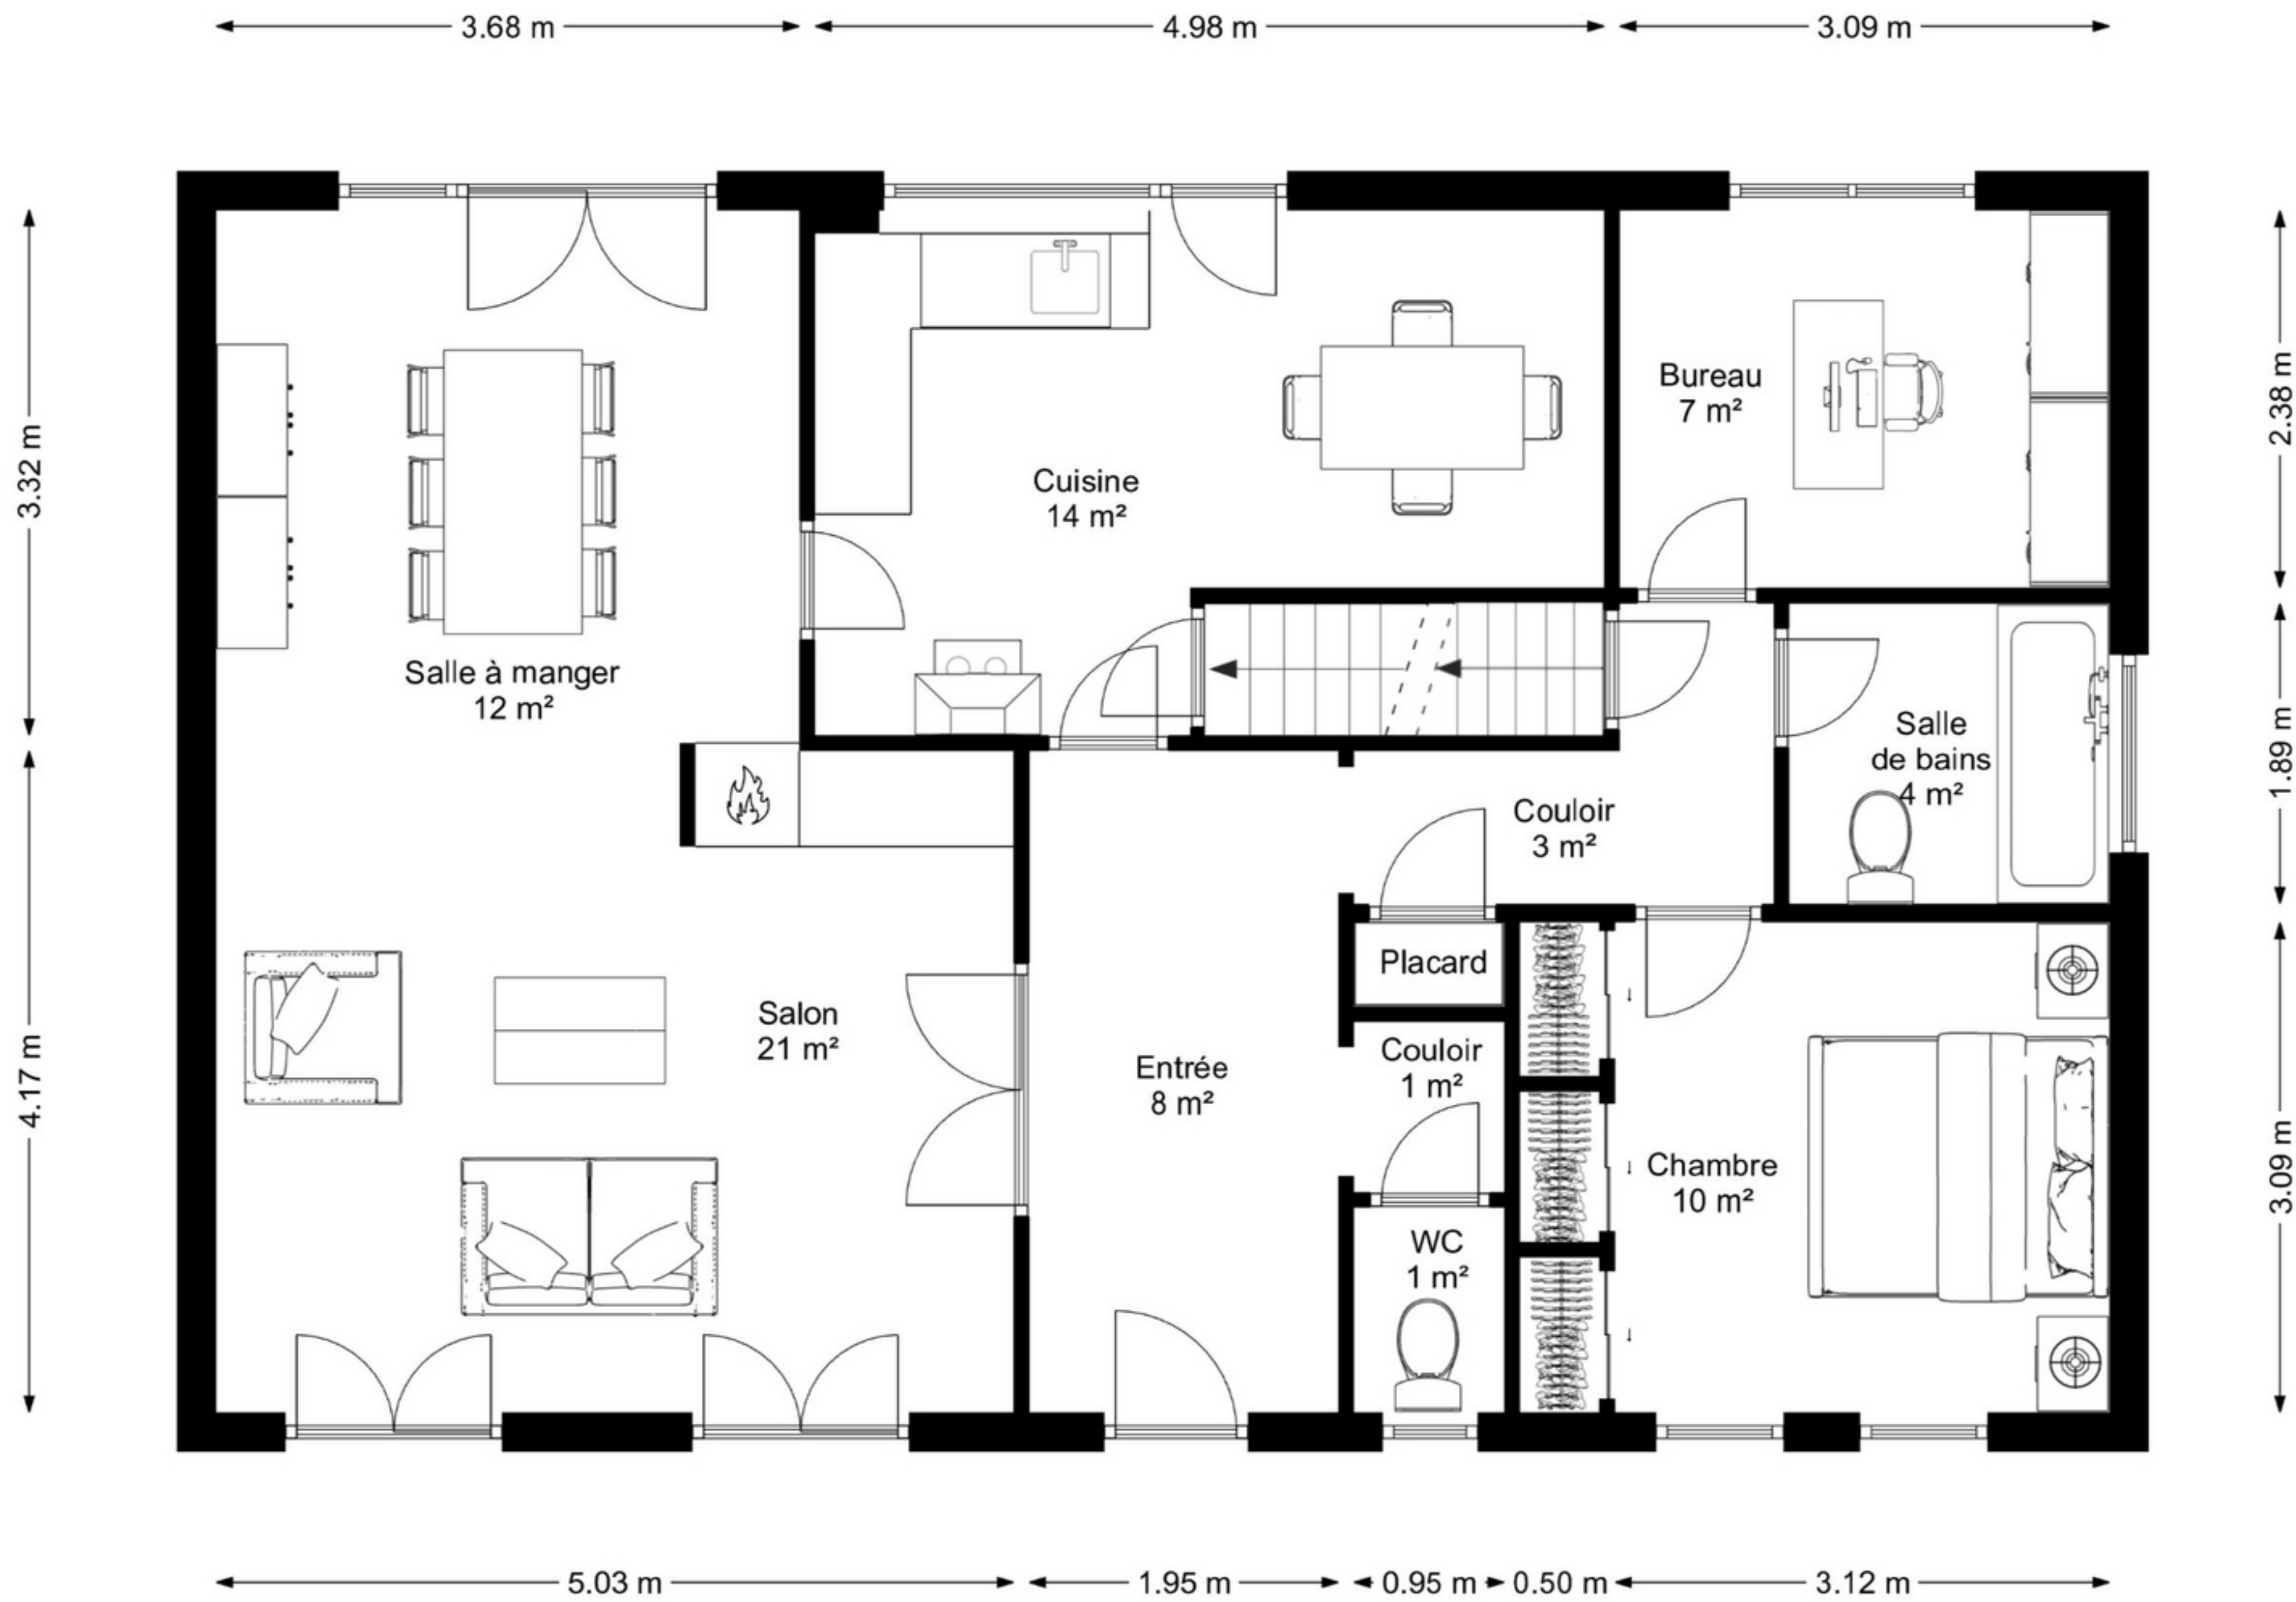 3.68 m
4.98 m
3.09 m
3.32 m
4.17 m
2.38 m
1.89 m
3.09 m
Bureau
7 m²
Cuisine
14 m²
Salle à manger
12 m²
Salle
de bains
4 m²
Couloir
3 m²
Placard
Salon
21 m²
Couloir
1 m²
Entrée
8 m²
Chambre
10 m²
WC
1 m²
5.03 m
1.95 m
0.95 m
0.50 m
3.12 m